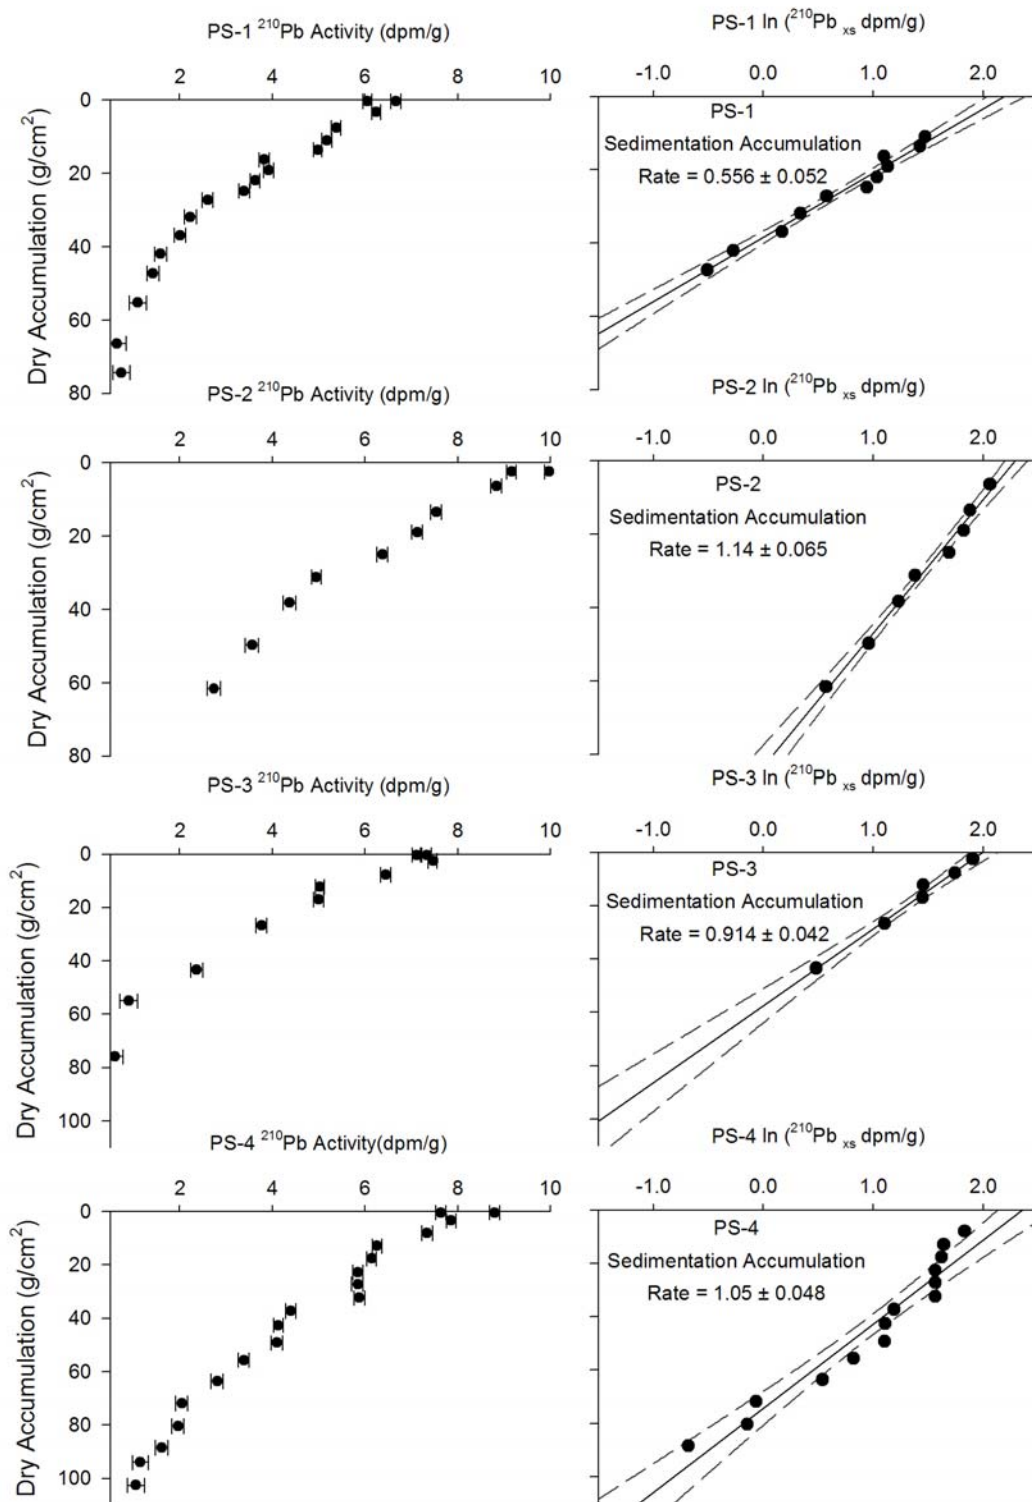 PS-1 ²¹⁰Pb Activity (dpm/g)
2 4 6 8 10
0
20
40
60
80
Dry Accumulation (g/cm²)
PS-1 ln (²¹⁰Pb xs dpm/g)
-1.0 0.0 1.0 2.0
PS-1
Sedimentation Accumulation
Rate = 0.556 ± 0.052
PS-2 ²¹⁰Pb Activity (dpm/g)
2 4 6 8 10
0
20
40
60
80
Dry Accumulation (g/cm²)
PS-2 ln (²¹⁰Pb xs dpm/g)
-1.0 0.0 1.0 2.0
PS-2
Sedimentation Accumulation
Rate = 1.14 ± 0.065
PS-3 ²¹⁰Pb Activity (dpm/g)
2 4 6 8 10
0
20
40
60
80
100
Dry Accumulation (g/cm²)
PS-3 ln (²¹⁰Pb xs dpm/g)
-1.0 0.0 1.0 2.0
PS-3
Sedimentation Accumulation
Rate = 0.914 ± 0.042
PS-4 ²¹⁰Pb Activity(dpm/g)
2 4 6 8 10
0
20
40
60
80
100
Dry Accumulation (g/cm²)
PS-4 ln (²¹⁰Pb xs dpm/g)
-1.0 0.0 1.0 2.0
PS-4
Sedimentation Accumulation
Rate = 1.05 ± 0.048